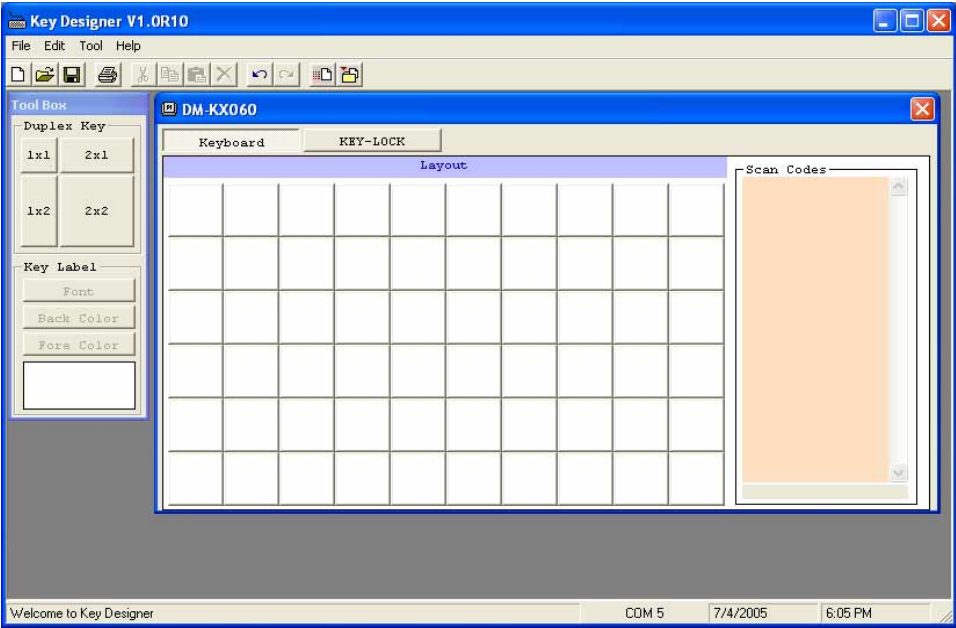 Key Designer V1.0R10
File Edit Tool Help
Tool Box
Duplex Key
1x1 2x1
1x2 2x2
Key Label
Font
Back Color
Fore Color
DM-KX060
Keyboard KEY-LOCK
Layout
Scan Codes
Welcome to Key Designer COM 5 7/4/2005 6:05 PM